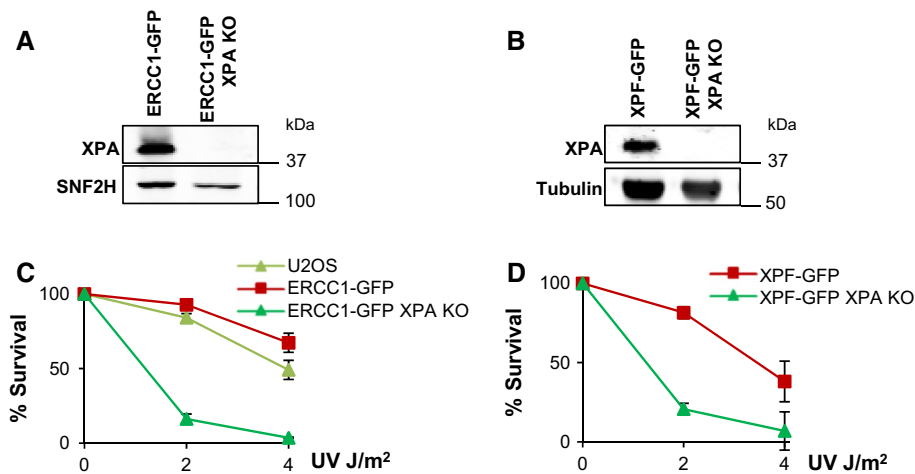 A
ERCC1-GFP
ERCC1-GFP
XPA KO
kDa
XPA
37
SNF2H
100
B
XPF-GFP
XPF-GFP
XPA KO
kDa
XPA
37
Tubulin
50
C
U2OS
ERCC1-GFP
ERCC1-GFP XPA KO
% Survival
100
50
0
0
2
4
UV J/m²
D
XPF-GFP
XPF-GFP XPA KO
% Survival
100
50
0
0
2
4
UV J/m²